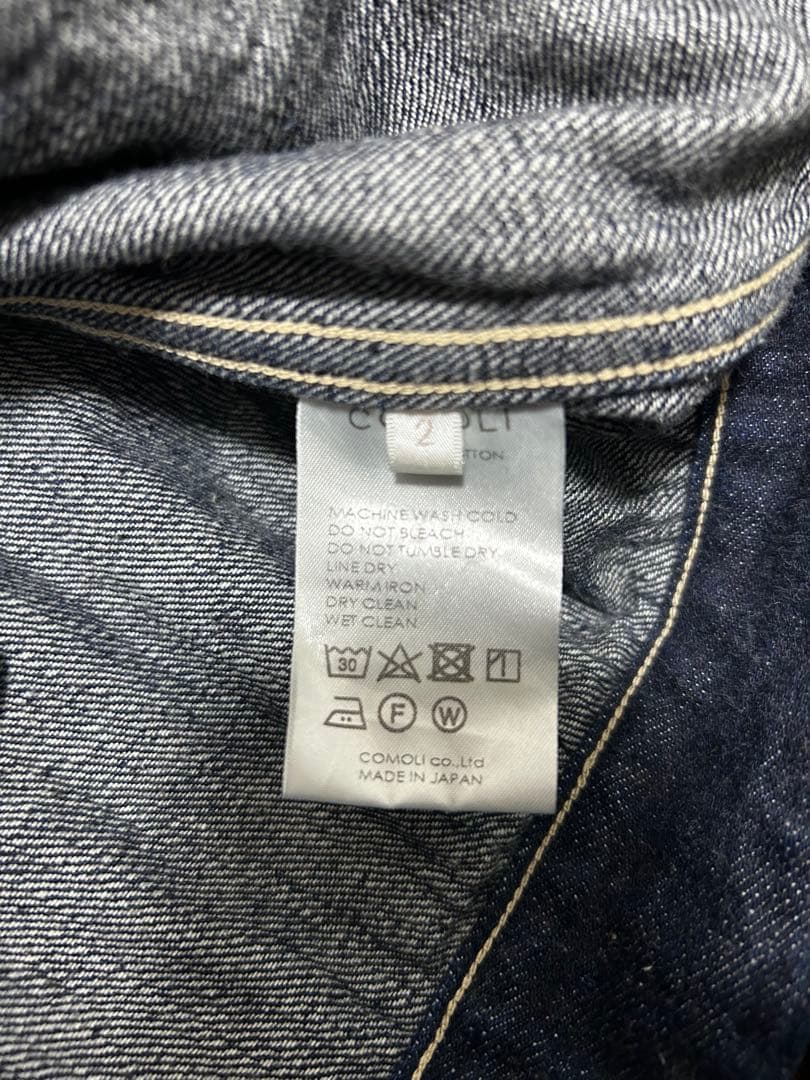 2
MACHINE WASH COLD
DO NOT BLEACH
DO NOT TUMBLE DRY
LINE DRY
WARM IRON
DRY CLEAN
WET CLEAN
30
F W
COMOLI co.,Ltd
MADE IN JAPAN